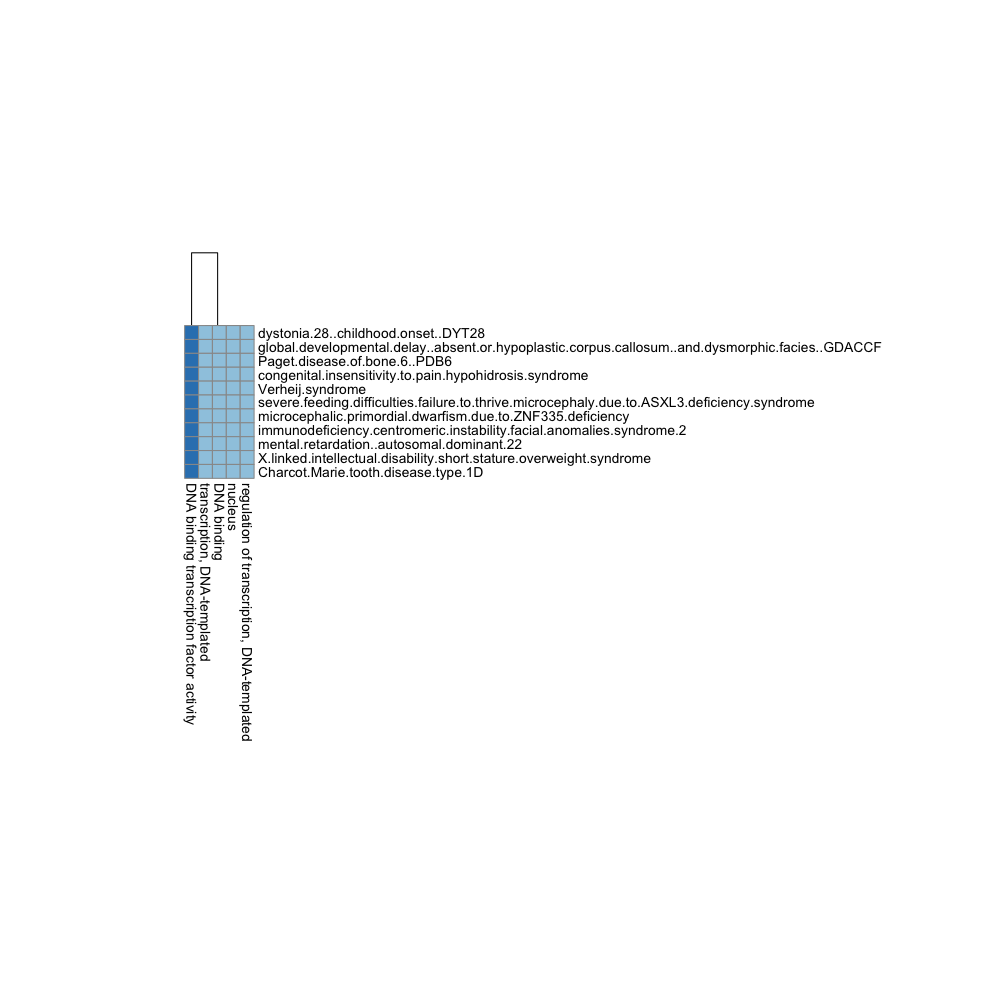 dystonia.28..childhood.onset..DYT28
global.developmental.delay..absent.or.hypoplastic.corpus.callosum..and.dysmorphic.facies..GDACCF
Paget.disease.of.bone.6..PDB6
congenital.insensitivity.to.pain.hypohidrosis.syndrome
Verheij.syndrome
severe.feeding.difficulties.failure.to.thrive.microcephaly.due.to.ASXL3.deficiency.syndrome
microcephalic.primordial.dwarfism.due.to.ZNF335.deficiency
immunodeficiency.centromeric.instability.facial.anomalies.syndrome.2
mental.retardation..autosomal.dominant.22
X.linked.intellectual.disability.short.stature.overweight.syndrome
Charcot.Marie.tooth.disease.type.1D
DNA binding transcription factor activity
transcription, DNA-templated
DNA binding
nucleus
regulation of transcription, DNA-templated